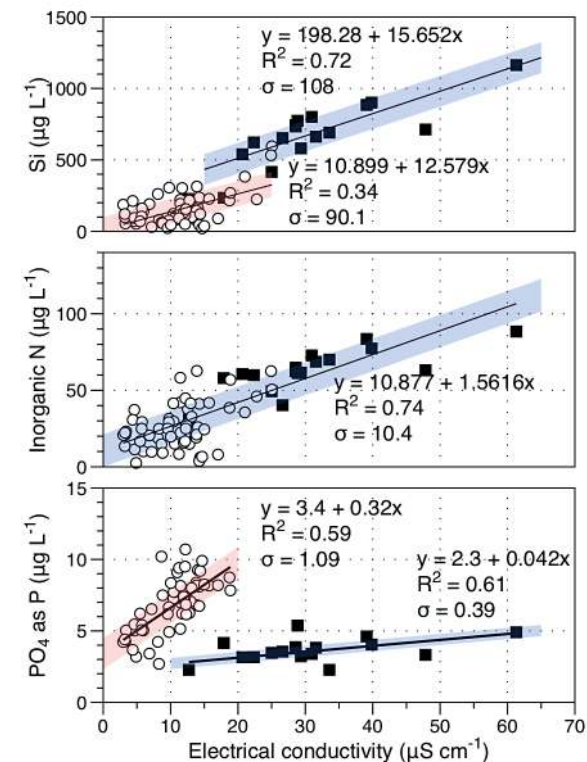 1500
1000
500
0
Si (µg L⁻¹)
y = 198.28 + 15.652x
R² = 0.72
σ = 108
y = 10.899 + 12.579x
R² = 0.34
σ = 90.1
100
50
0
Inorganic N (µg L⁻¹)
y = 10.877 + 1.5616x
R² = 0.74
σ = 10.4
15
10
5
0
PO₄ as P (µg L⁻¹)
y = 3.4 + 0.32x
R² = 0.59
σ = 1.09
y = 2.3 + 0.042x
R² = 0.61
σ = 0.39
0 10 20 30 40 50 60 70
Electrical conductivity (µS cm⁻¹)